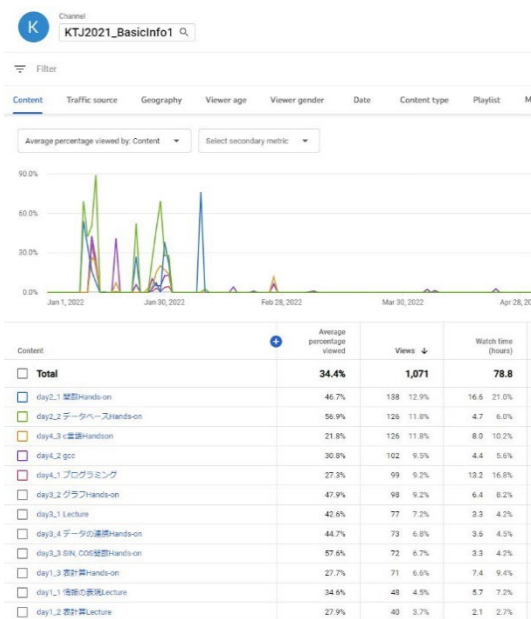 K
Channel
KTJ2021_BasicInfo1
Filter
Content Traffic source Geography Viewer age Viewer gender Date Content type Playlist M
Average percentage viewed by: Content Select secondary metric
90.0%
60.0%
30.0%
0.0%
Jan 1, 2022 Jan 30, 2022 Feb 28, 2022 Mar 30, 2022 Apr 28, 20
Content Average percentage viewed Views Watch time (hours)
Total 34.4% 1,071 78.8
day2_1 関数Hands-on 46.7% 138 12.9% 16.6 21.0%
day2_2 データベースHands-on 56.9% 126 11.8% 4.7 6.0%
day4_3 c言語Handson 21.8% 126 11.8% 8.0 10.2%
day4_2 gcc 30.8% 102 9.5% 4.4 5.6%
day4_1 プログラミング 27.3% 99 9.2% 13.2 16.8%
day3_2 グラフHands-on 47.9% 98 9.2% 6.4 8.2%
day3_1 Lecture 42.6% 77 7.2% 3.3 4.2%
day3_4 データの連携Hands-on 44.7% 73 6.8% 3.6 4.5%
day3_3 SIN, COS関数Hands-on 57.6% 72 6.7% 3.3 4.2%
day1_3 表計算Hands-on 27.7% 71 6.6% 7.4 9.4%
day1_1 情報の表現Lecture 34.6% 48 4.5% 5.7 7.2%
day1_2 表計算Lecture 27.9% 40 3.7% 2.1 2.7%